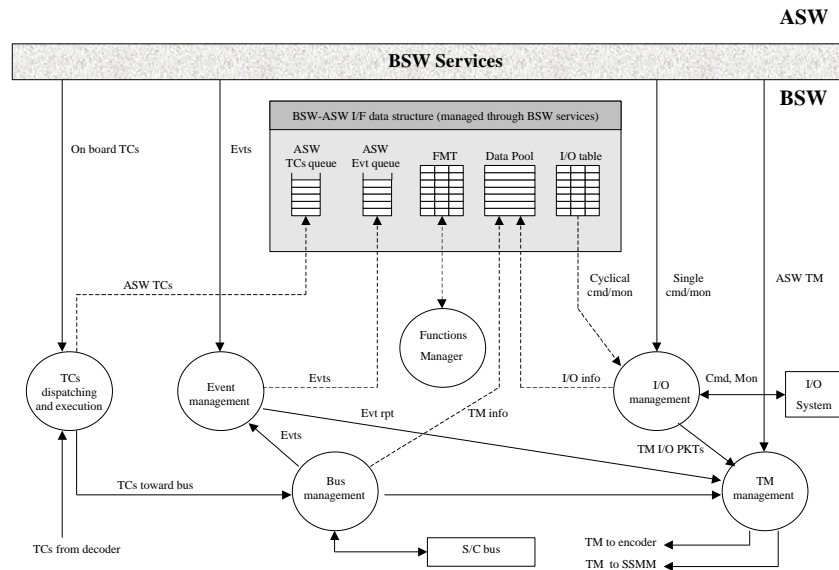 ASW
BSW Services
BSW
BSW-ASW I/F data structure (managed through BSW services)
On board TCs
Evts
ASW
TCs queue
ASW
Evt queue
FMT
Data Pool
I/O table
ASW TCs
Cyclical
cmd/mon
Single
cmd/mon
ASW TM
Functions
Manager
TCs
dispatching
and execution
Event
management
Evts
I/O info
I/O
management
Cmd, Mon
I/O
System
Evt rpt
TM info
Evts
TM I/O PKTs
TCs toward bus
Bus
management
TM
management
TCs from decoder
S/C bus
TM to encoder
TM to SSMM